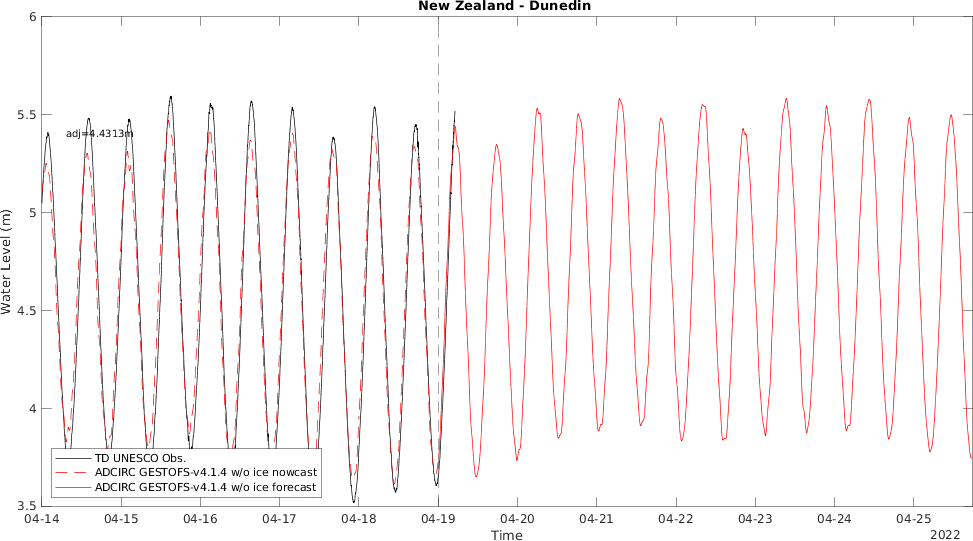 New Zealand - Dunedin
6
5.5
5
4.5
4
3.5
Water Level (m)
adj=4.4313m
TD UNESCO Obs.
ADCIRC GESTOFS-v4.1.4 w/o ice nowcast
ADCIRC GESTOFS-v4.1.4 w/o ice forecast
04-14 04-15 04-16 04-17 04-18 04-19 04-20 04-21 04-22 04-23 04-24 04-25
Time
2022